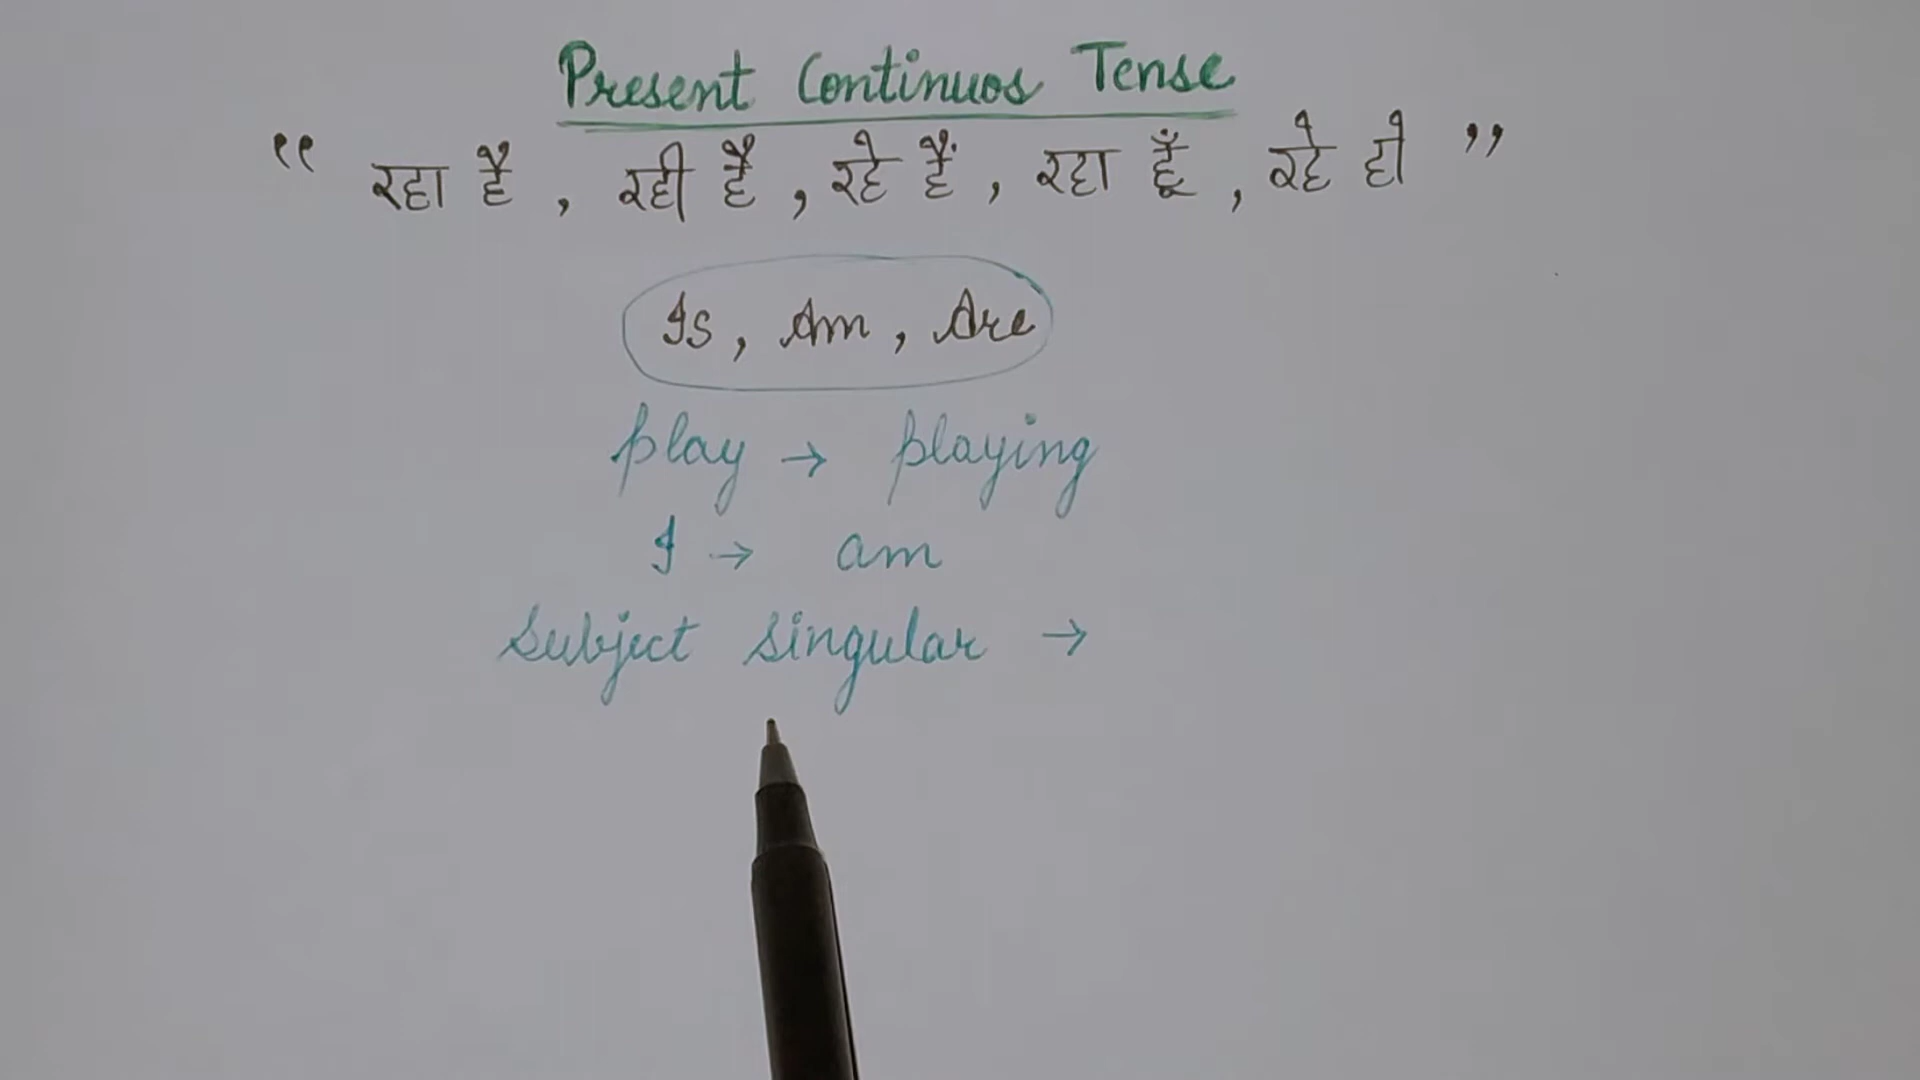 Present Continuos Tense
“ रहा है , रही है , रहे हैं , रहा हूँ , रहे हो ”
Is , Am , Are
play → playing
I → am
Subject singular →